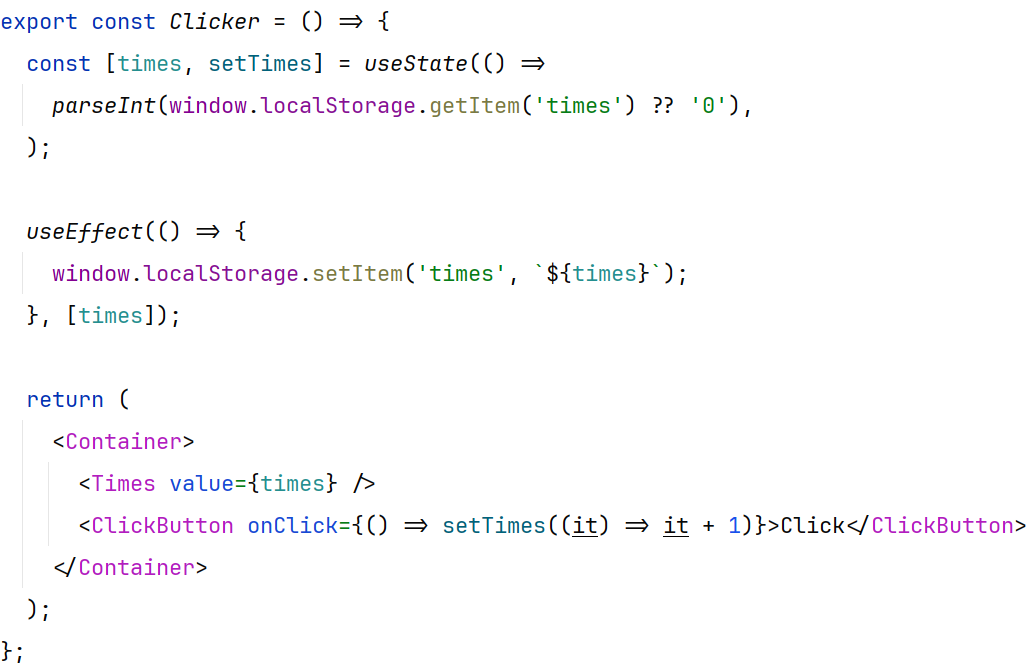 export const Clicker = () => {
  const [times, setTimes] = useState(() =>
    parseInt(window.localStorage.getItem('times') ?? '0'),
  );

  useEffect(() => {
    window.localStorage.setItem('times', `${times}`);
  }, [times]);

  return (
    <Container>
      <Times value={times} />
      <ClickButton onClick={() => setTimes((it) => it + 1)}>Click</ClickButton>
    </Container>
  );
};